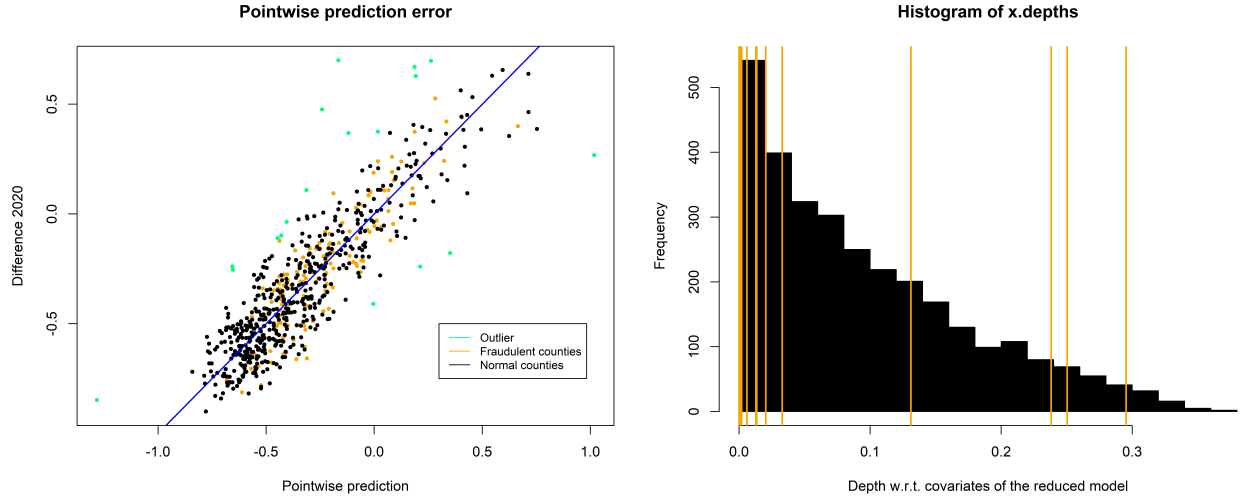 Pointwise prediction error
Difference 2020
0.5
0.0
-0.5
-1.0
-0.5
0.0
0.5
1.0
Pointwise prediction
Outlier
Fraudulent counties
Normal counties
Histogram of x.depths
Frequency
500
400
300
200
100
0
0.0
0.1
0.2
0.3
Depth w.r.t. covariates of the reduced model